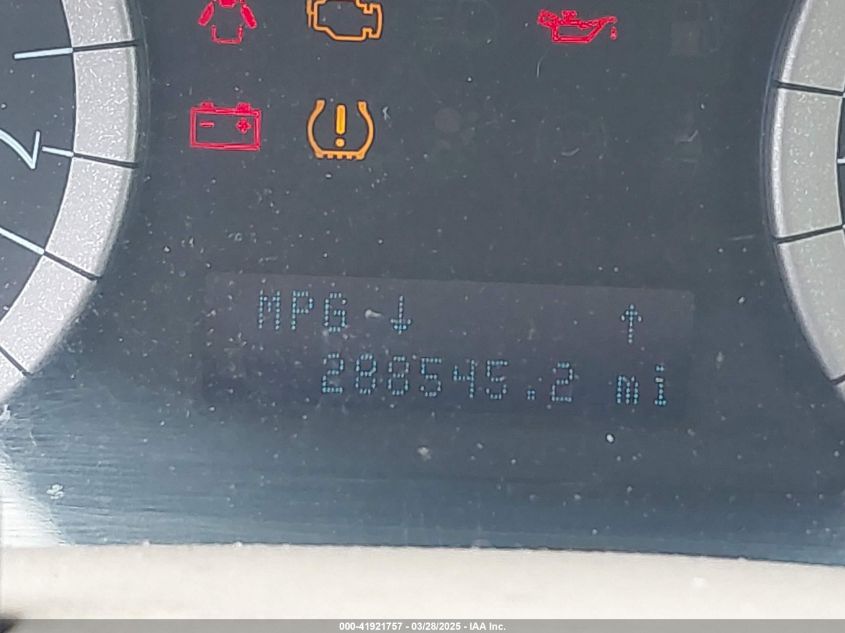 MPG ↓ ↑
288545.2 mi
000-41921757 - 03/28/2025 - IAA Inc.